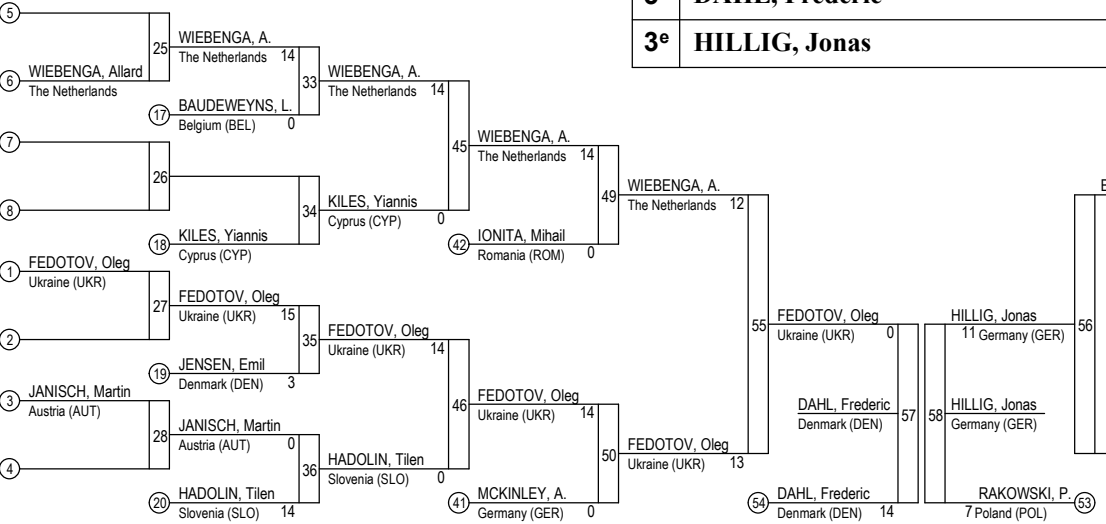 3e DAHL, Frederic
3e HILLIG, Jonas
5
25
WIEBENGA, A.
The Netherlands 14
6 WIEBENGA, Allard
The Netherlands
33
WIEBENGA, A.
The Netherlands 14
17 BAUDEWEYNS, L.
Belgium (BEL) 0
7
26
8
45
WIEBENGA, A.
The Netherlands 14
34
KILES, Yiannis
Cyprus (CYP) 0
18 KILES, Yiannis
Cyprus (CYP)
49
WIEBENGA, A.
The Netherlands 12
42 IONITA, Mihail
Romania (ROM) 0
1 FEDOTOV, Oleg
Ukraine (UKR)
27
FEDOTOV, Oleg
Ukraine (UKR) 15
2
35
FEDOTOV, Oleg
Ukraine (UKR) 14
19 JENSEN, Emil
Denmark (DEN) 3
3 JANISCH, Martin
Austria (AUT)
28
JANISCH, Martin
Austria (AUT) 0
4
46
FEDOTOV, Oleg
Ukraine (UKR) 14
36
HADOLIN, Tilen
Slovenia (SLO) 0
20 HADOLIN, Tilen
Slovenia (SLO) 14
50
FEDOTOV, Oleg
Ukraine (UKR) 13
41 MCKINLEY, A.
Germany (GER) 0
55
FEDOTOV, Oleg
Ukraine (UKR) 0
57
DAHL, Frederic
Denmark (DEN)
54 DAHL, Frederic
Denmark (DEN) 14
HILLIG, Jonas
11 Germany (GER)
56
58
HILLIG, Jonas
Germany (GER)
RAKOWSKI, P. 53
7 Poland (POL)